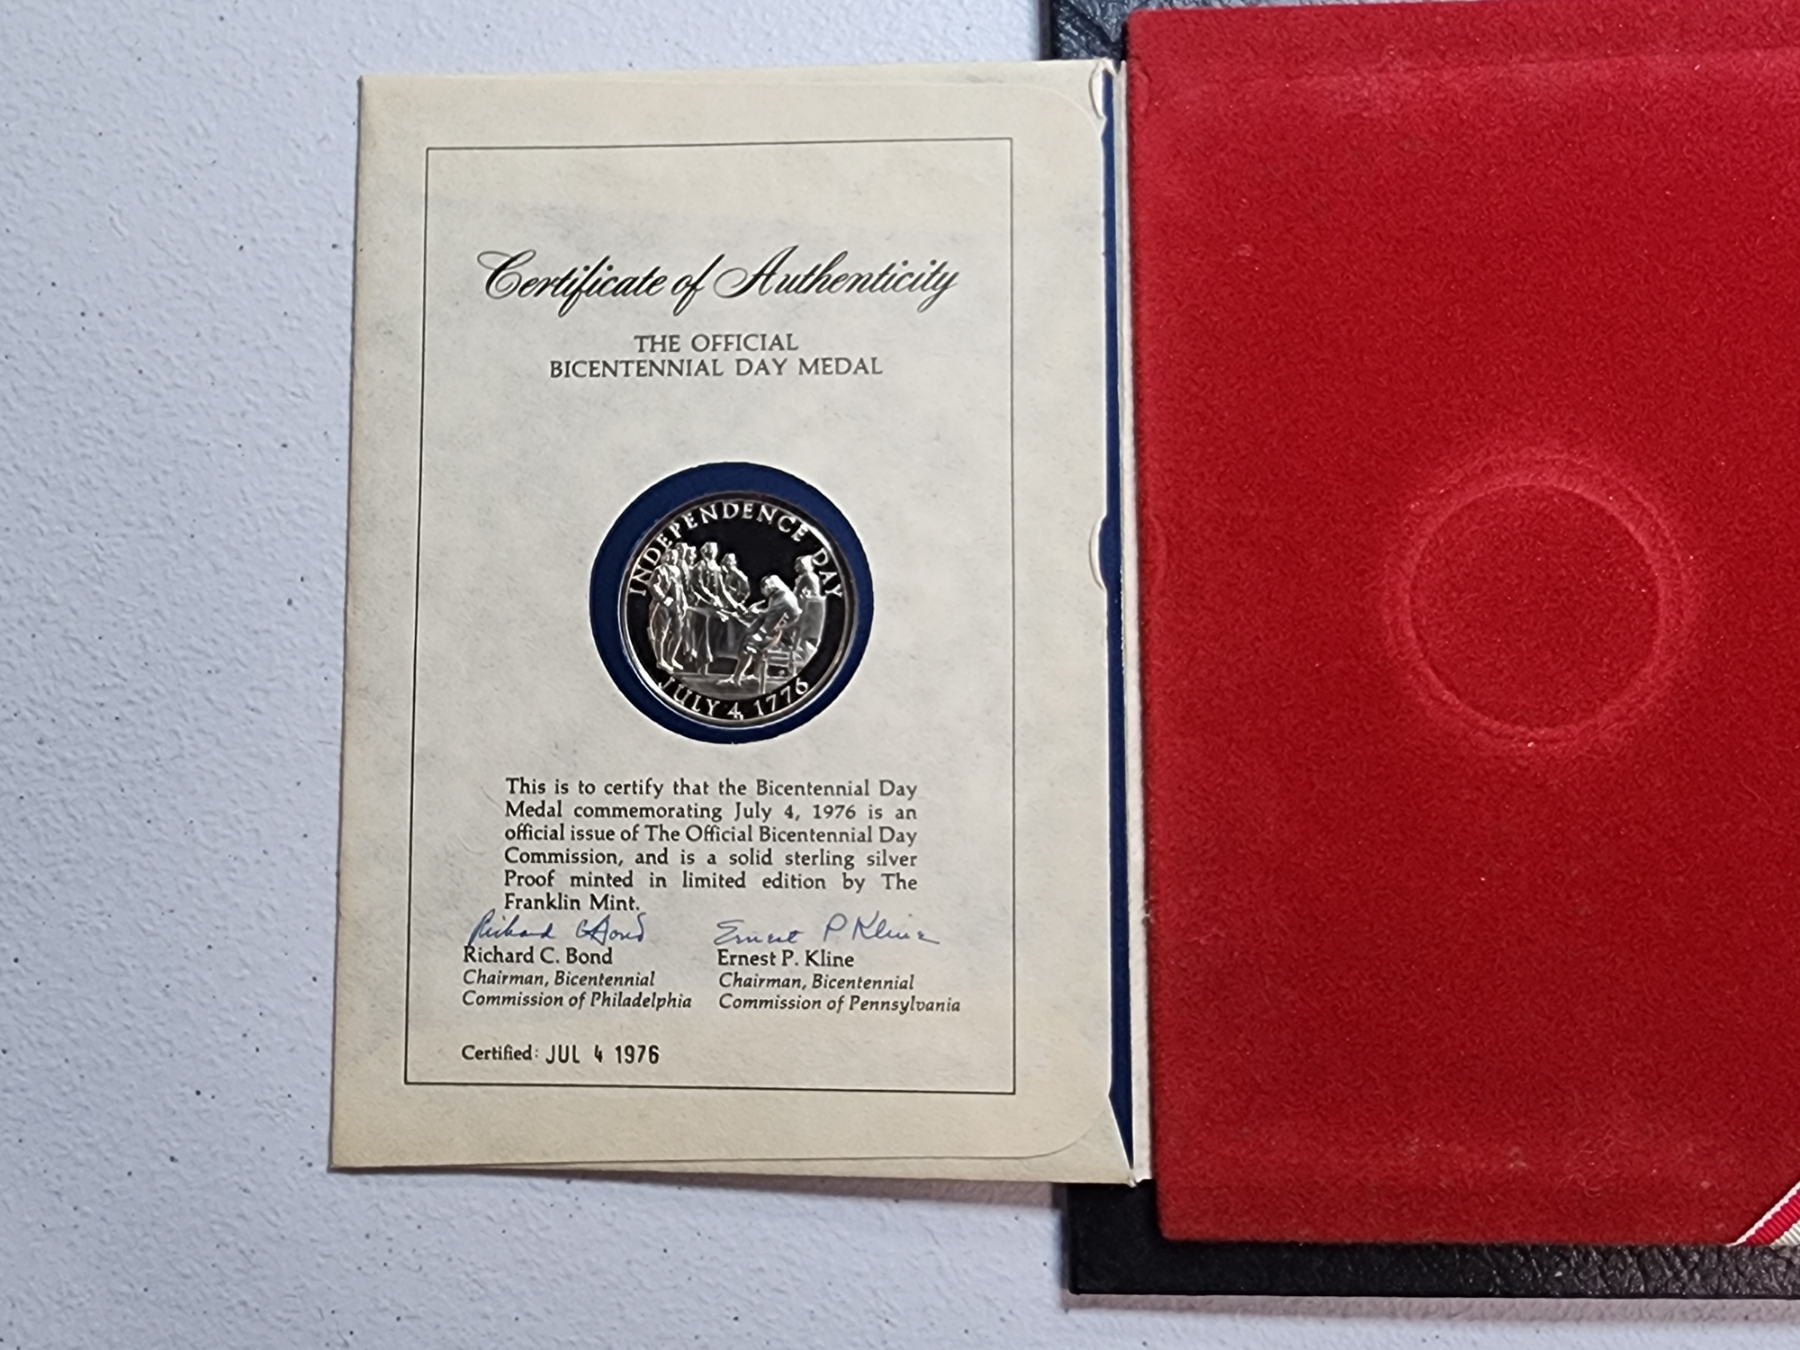 Certificate of Authenticity
THE OFFICIAL
BICENTENNIAL DAY MEDAL
INDEPENDENCE DAY
JULY 4, 1776
This is to certify that the Bicentennial Day
Medal commemorating July 4, 1976 is an
official issue of The Official Bicentennial Day
Commission, and is a solid sterling silver
Proof minted in limited edition by The
Franklin Mint.
Richard C Bond Ernest P Kline
Richard C. Bond Ernest P. Kline
Chairman, Bicentennial Chairman, Bicentennial
Commission of Philadelphia Commission of Pennsylvania
Certified: JUL 4 1976